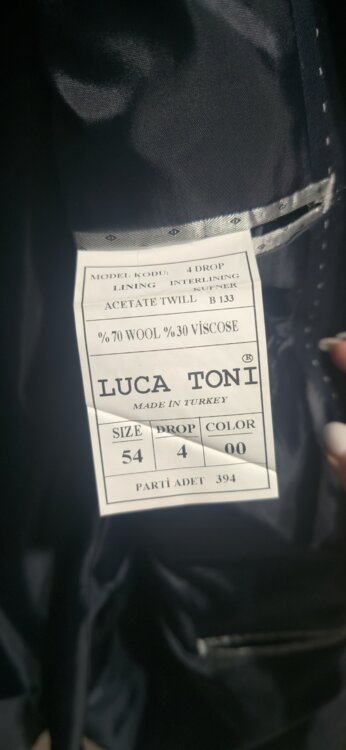 MODEL KODU: 4 DROP
LINING INTERLINING
KUFNER
ACETATE TWILL B 133
%70 WOOL %30 VİSCOSE
LUCA TONI ®
MADE İN TURKEY
SIZE DROP COLOR
54 4 00
PARTİ ADET 394